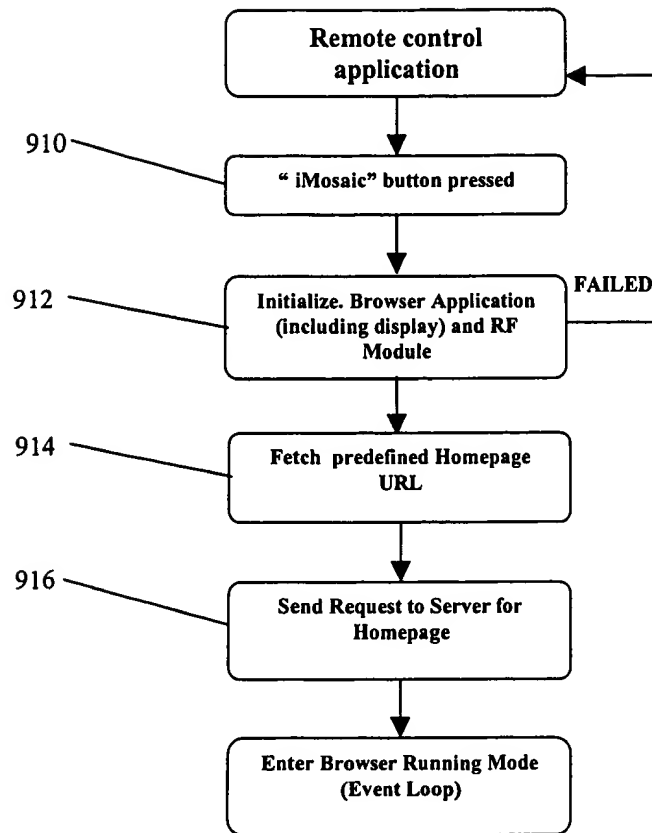 Remote control
application
910
“ iMosaic” button pressed
912
FAILED
Initialize. Browser Application
(including display) and RF
Module
914
Fetch predefined Homepage
URL
916
Send Request to Server for
Homepage
Enter Browser Running Mode
(Event Loop)